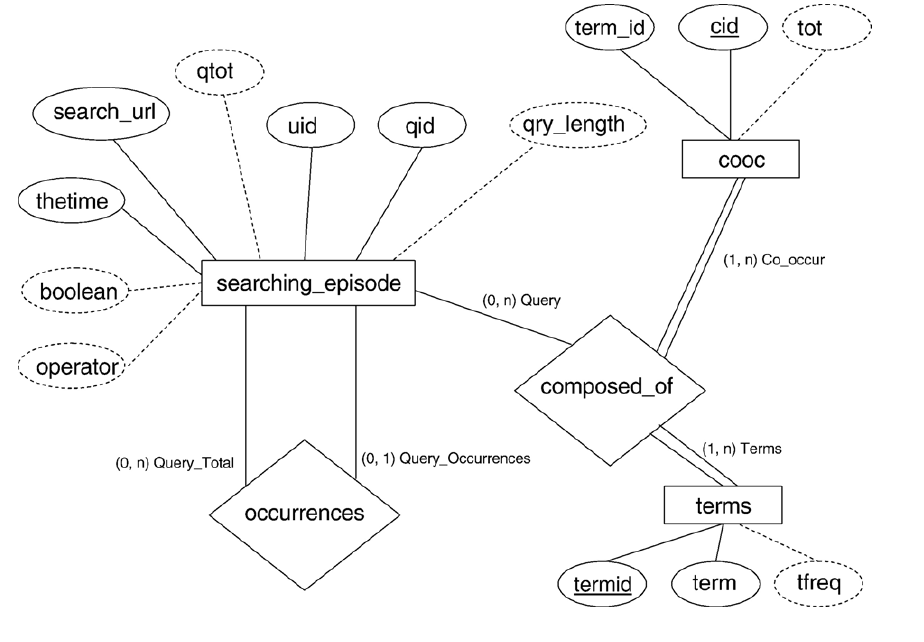 term_id
cid
tot
qtot
search_url
uid
qid
qry_length
cooc
thetime
(1, n) Co_occur
searching_episode
boolean
(0, n) Query
operator
composed_of
(1, n) Terms
(0, n) Query_Total
(0, 1) Query_Occurrences
occurrences
terms
termid
term
tfreq